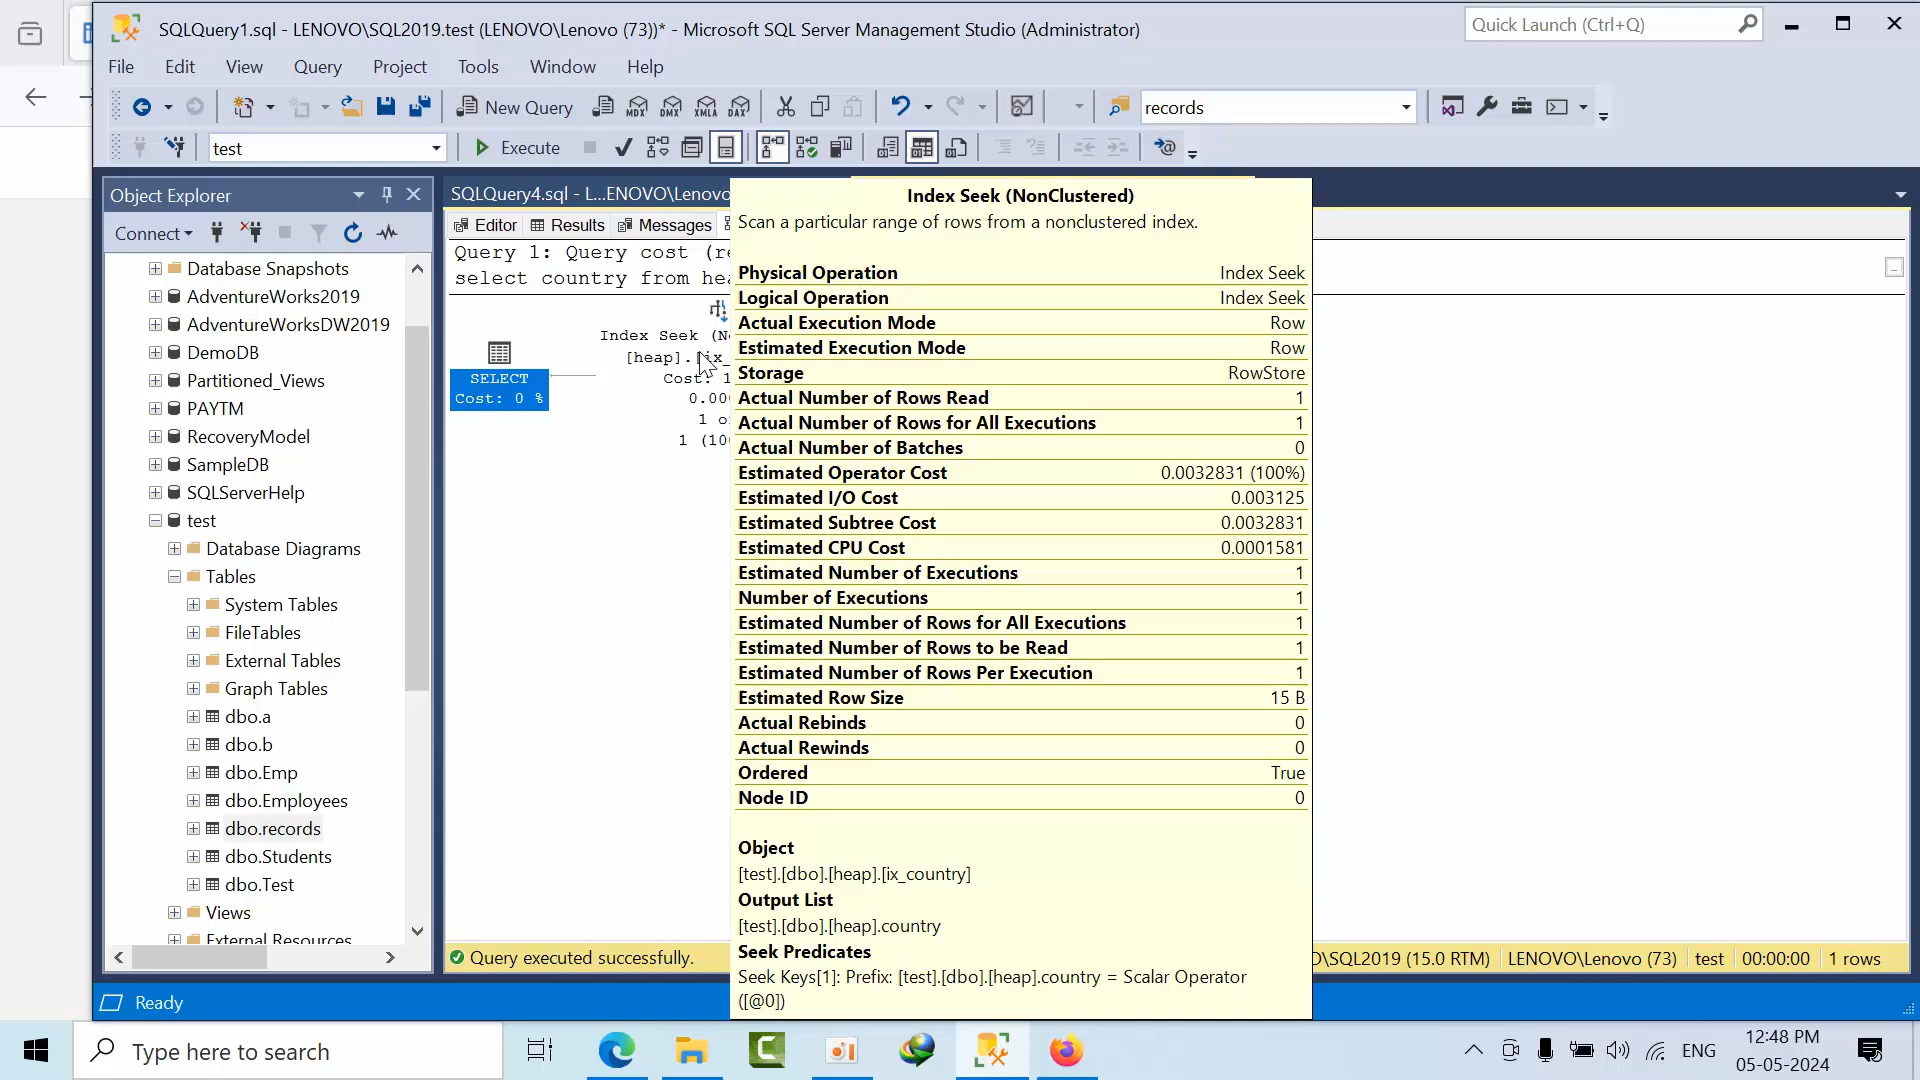 SQLQuery1.sql - LENOVO\SQL2019.test (LENOVO\Lenovo (73))* - Microsoft SQL Server Management Studio (Administrator)
Quick Launch (Ctrl+Q)
File Edit View Query Project Tools Window Help
New Query
MDX DMX XMLA DAX
records
test
Execute
Object Explorer
Connect
Database Snapshots
AdventureWorks2019
AdventureWorksDW2019
DemoDB
Partitioned_Views
PAYTM
RecoveryModel
SampleDB
SQLServerHelp
test
Database Diagrams
Tables
System Tables
FileTables
External Tables
Graph Tables
dbo.a
dbo.b
dbo.Emp
dbo.Employees
dbo.records
dbo.Students
dbo.Test
Views
External Resources
SQLQuery4.sql - L...ENOVO\Lenovo
Editor Results Messages
Query 1: Query cost (re
select country from hea
SELECT
Cost: 0 %
Index Seek (No
[heap].[ix_
Cost: 1
0.000
1 o
1 (100
Index Seek (NonClustered)
Scan a particular range of rows from a nonclustered index.
Physical Operation Index Seek
Logical Operation Index Seek
Actual Execution Mode Row
Estimated Execution Mode Row
Storage RowStore
Actual Number of Rows Read 1
Actual Number of Rows for All Executions 1
Actual Number of Batches 0
Estimated Operator Cost 0.0032831 (100%)
Estimated I/O Cost 0.003125
Estimated Subtree Cost 0.0032831
Estimated CPU Cost 0.0001581
Estimated Number of Executions 1
Number of Executions 1
Estimated Number of Rows for All Executions 1
Estimated Number of Rows to be Read 1
Estimated Number of Rows Per Execution 1
Estimated Row Size 15 B
Actual Rebinds 0
Actual Rewinds 0
Ordered True
Node ID 0
Object
[test].[dbo].[heap].[ix_country]
Output List
[test].[dbo].[heap].country
Seek Predicates
Seek Keys[1]: Prefix: [test].[dbo].[heap].country = Scalar Operator
([@0])
Query executed successfully.
O\SQL2019 (15.0 RTM) LENOVO\Lenovo (73) test 00:00:00 1 rows
Ready
Type here to search
ENG
12:48 PM
05-05-2024